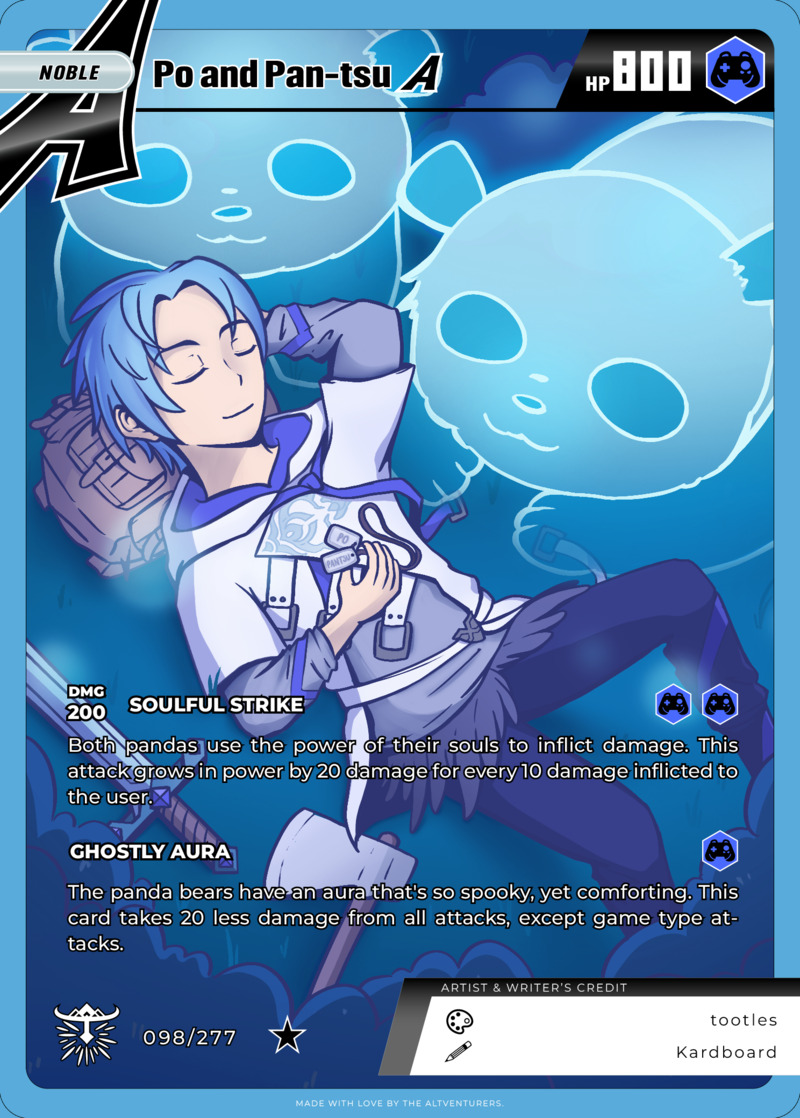 NOBLE
Po and Pan-tsu A
HP 800
A
PO
PANTSU
DMG
200 SOULFUL STRIKE
Both pandas use the power of their souls to inflict damage. This
attack grows in power by 20 damage for every 10 damage inflicted to
the user.
GHOSTLY AURA
The panda bears have an aura that's so spooky, yet comforting. This
card takes 20 less damage from all attacks, except game type at-
tacks.
ARTIST & WRITER'S CREDIT
tootles
098/277
Kardboard
MADE WITH LOVE BY THE ALTVENTURERS.